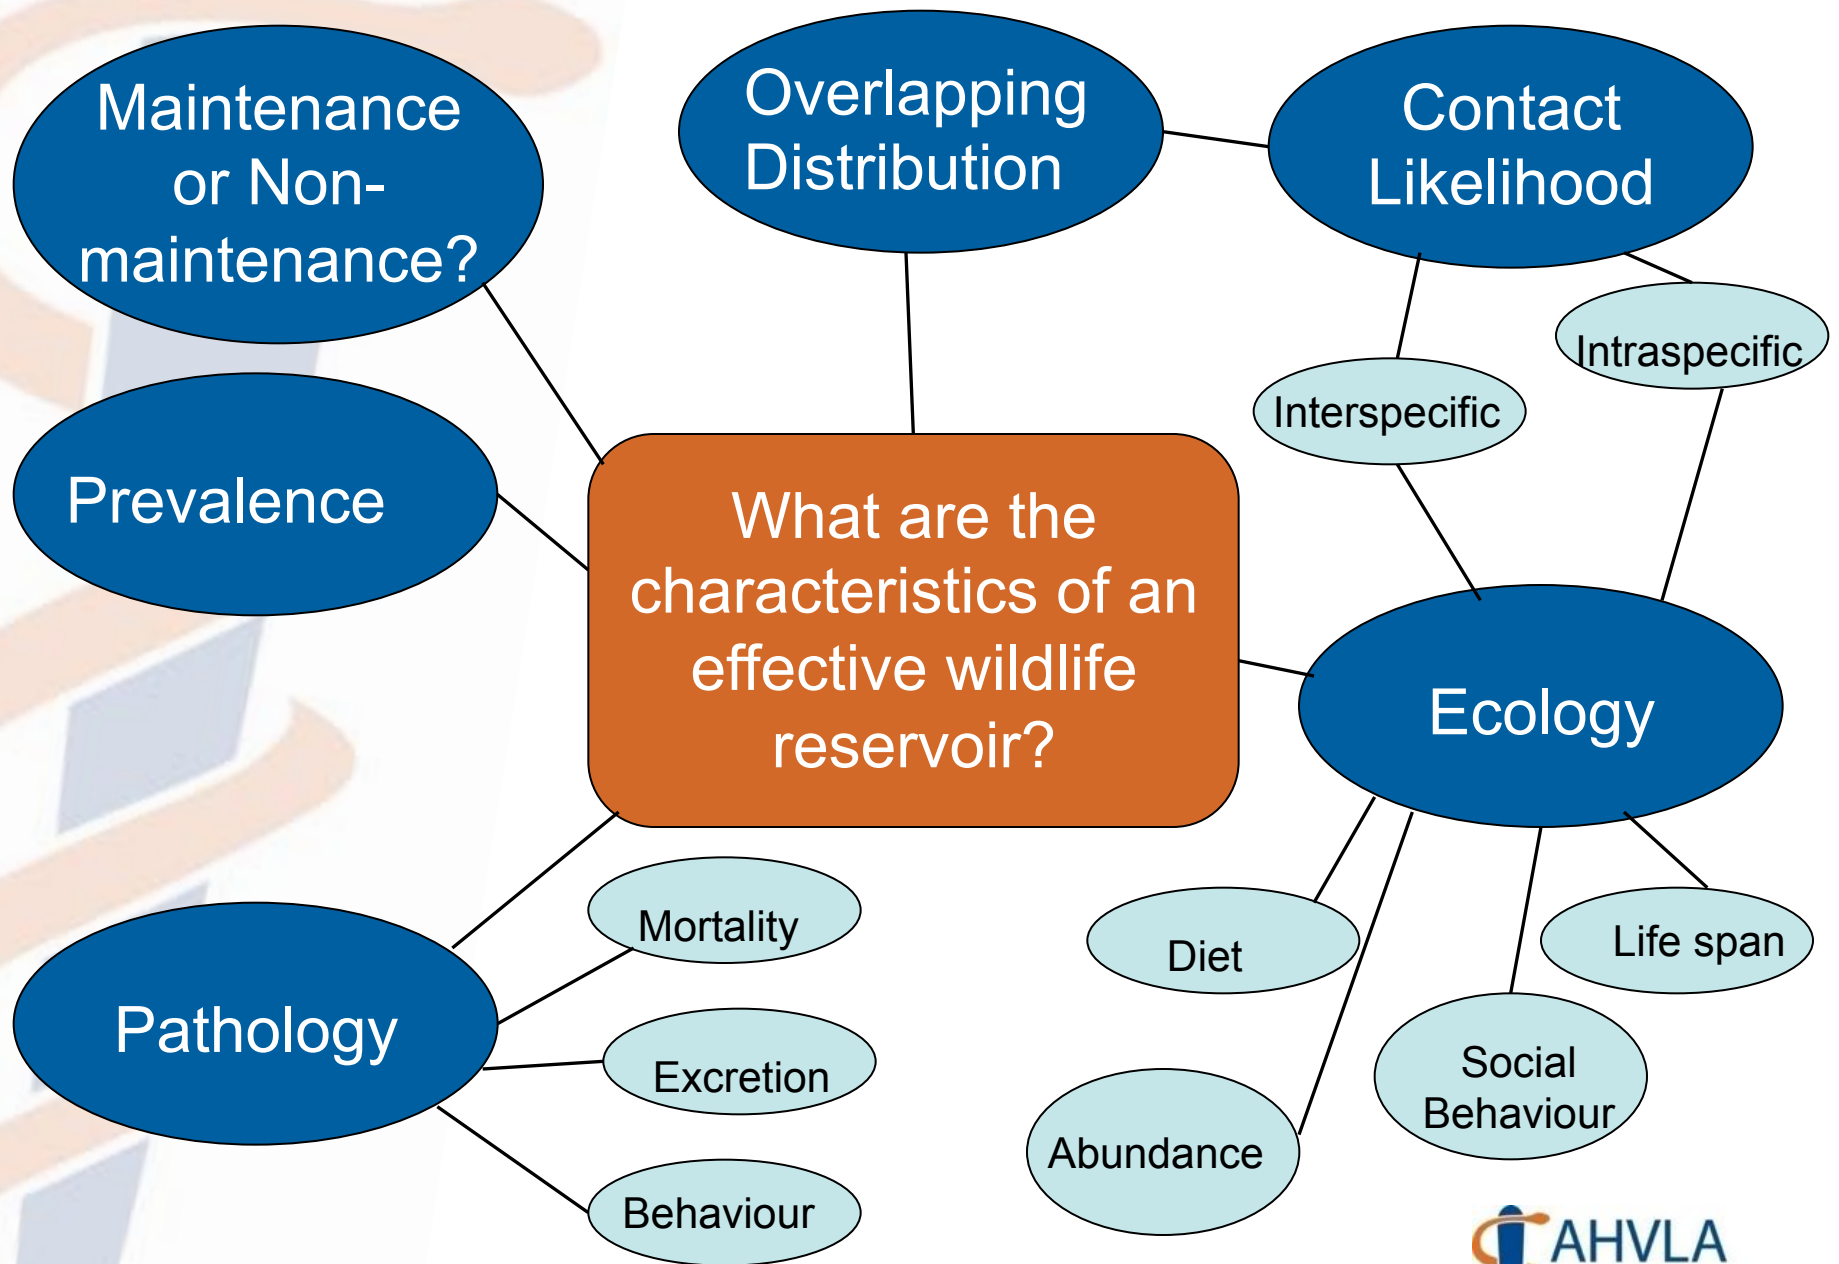 Maintenance
or Non-
maintenance?
Overlapping
Distribution
Contact
Likelihood
Intraspecific
Interspecific
Prevalence
What are the
characteristics of an
effective wildlife
reservoir?
Ecology
Mortality
Diet
Life span
Pathology
Excretion
Social
Behaviour
Abundance
Behaviour
AHVLA